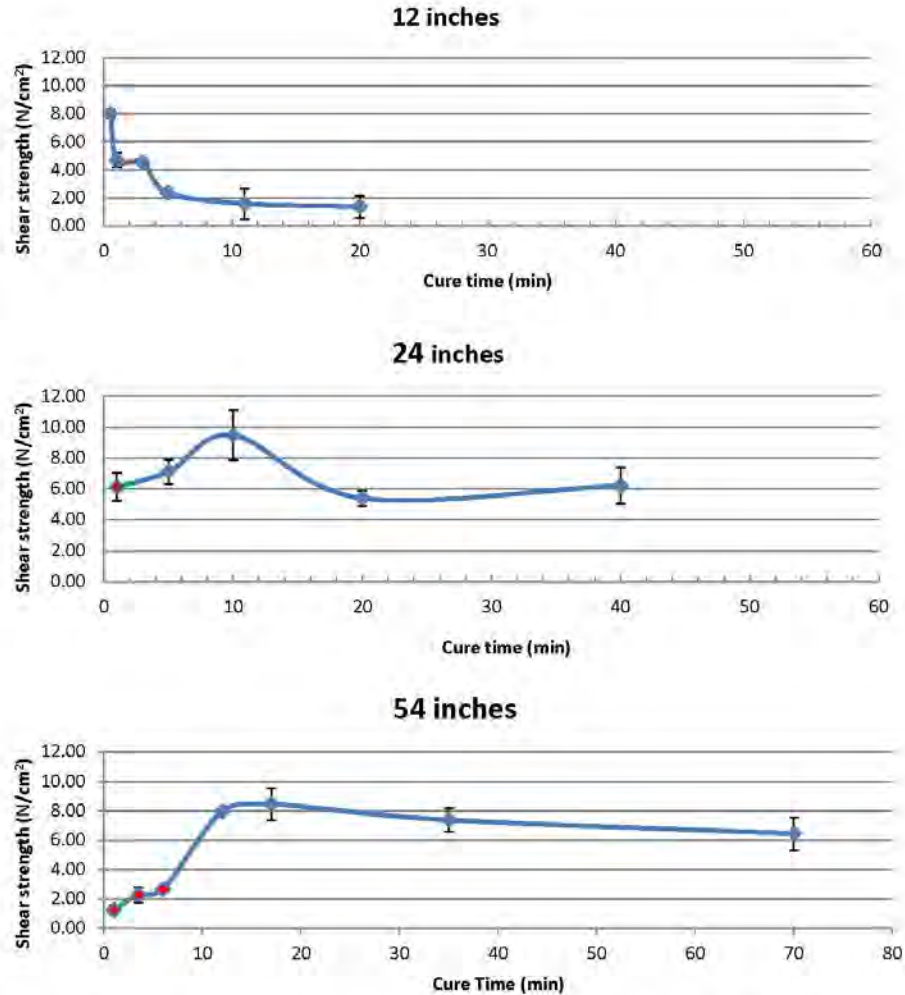 12 inches
Shear strength (N/cm²)
12.00
10.00
8.00
6.00
4.00
2.00
0.00
0 10 20 30 40 50 60
Cure time (min)
24 inches
Shear strength (N/cm²)
12.00
10.00
8.00
6.00
4.00
2.00
0.00
0 10 20 30 40 50 60
Cure time (min)
54 inches
Shear strength (N/cm²)
12.00
10.00
8.00
6.00
4.00
2.00
0.00
0 10 20 30 40 50 60 70 80
Cure Time (min)